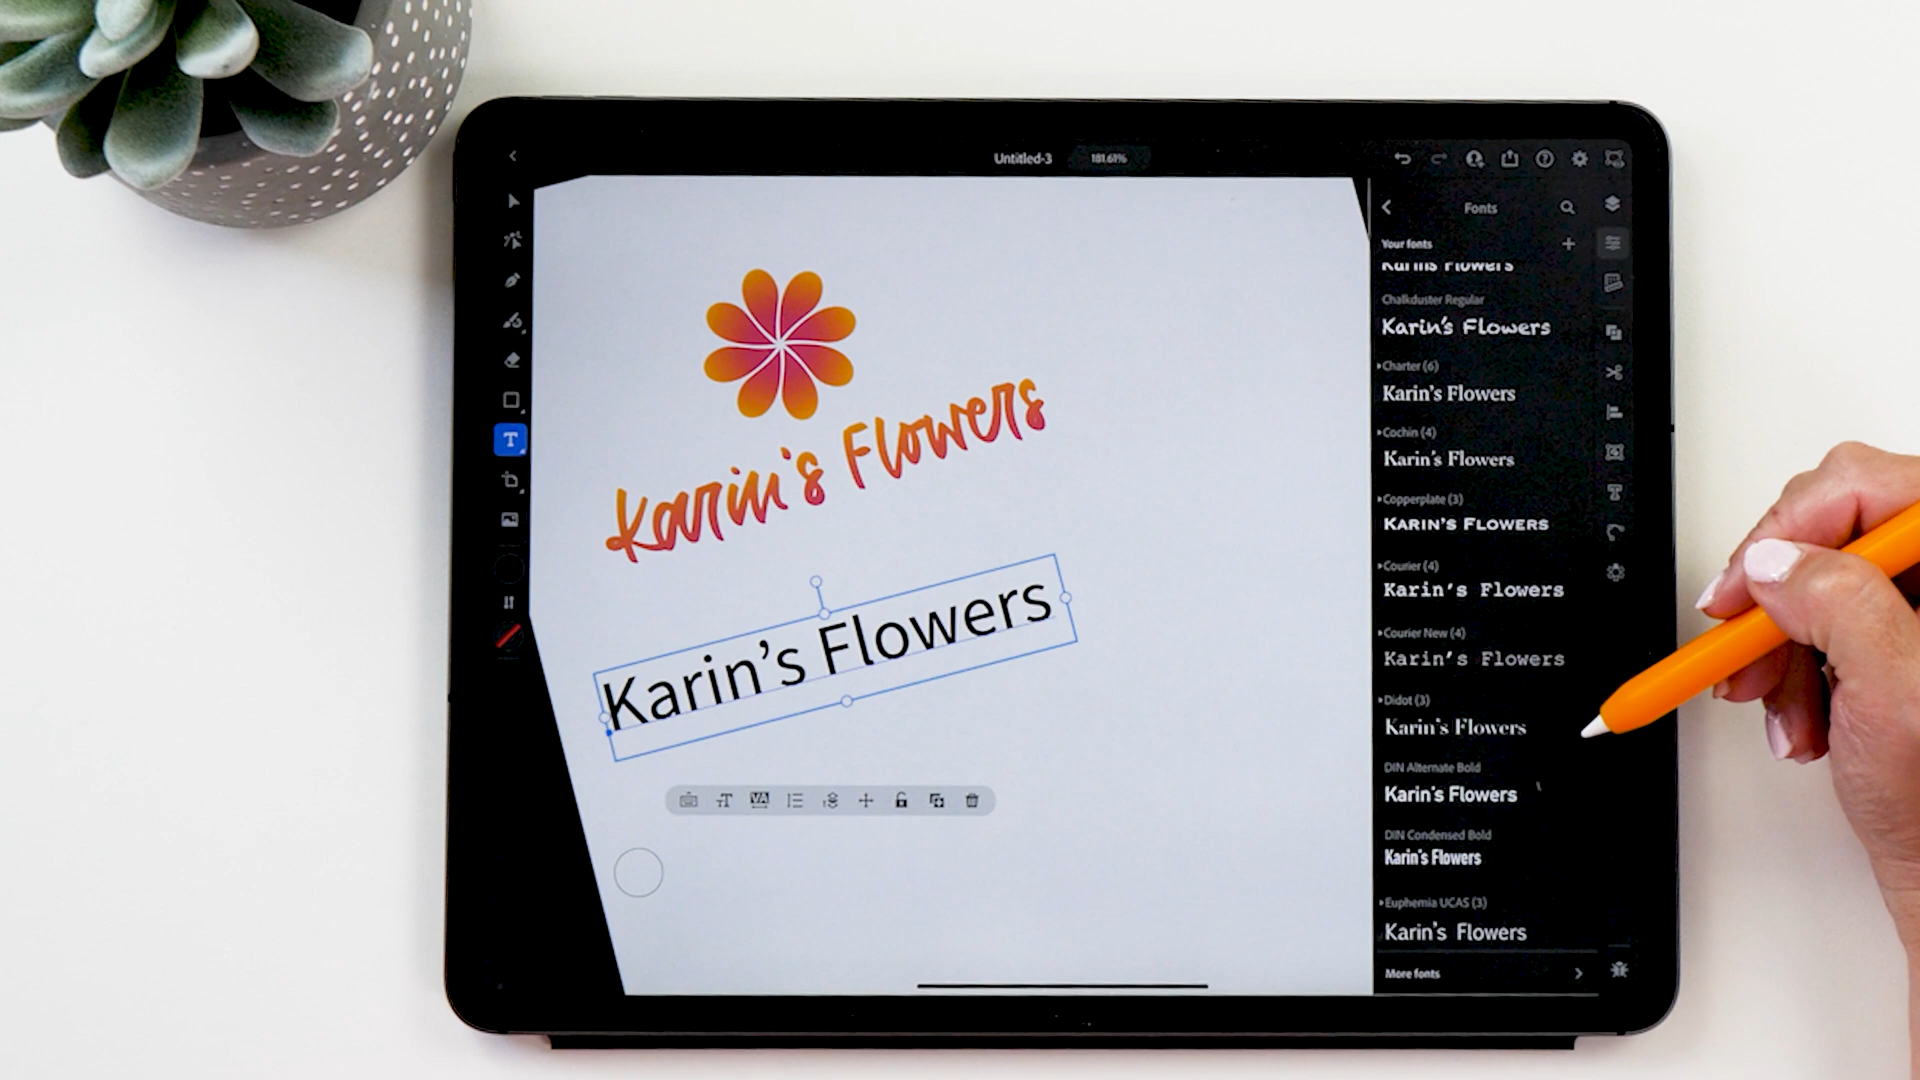 Untitled-3 181.61%
Karin's Flowers
Karin’s Flowers
T
VA
Fonts
Your fonts
Karin's Flowers
Chalkduster Regular
Karin's Flowers
Charter (6)
Karin's Flowers
Cochin (4)
Karin's Flowers
Copperplate (3)
Karin's Flowers
Courier (4)
Karin's Flowers
Courier New (4)
Karin's Flowers
Didot (3)
Karin's Flowers
DIN Alternate Bold
Karin's Flowers
DIN Condensed Bold
Karin's Flowers
Euphemia UCAS (3)
Karin's Flowers
More fonts